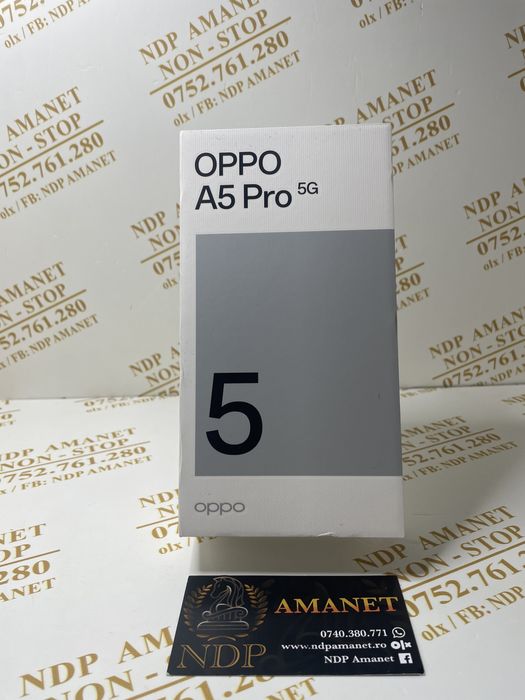 NDP AMANET
NON - STOP
0752.761.280
olx / FB: NDP AMANET
OPPO
A5 Pro 5G
5
oppo
AMANET
NDP
0740.380.771
www.ndpamanet.ro olx
NDP Amanet